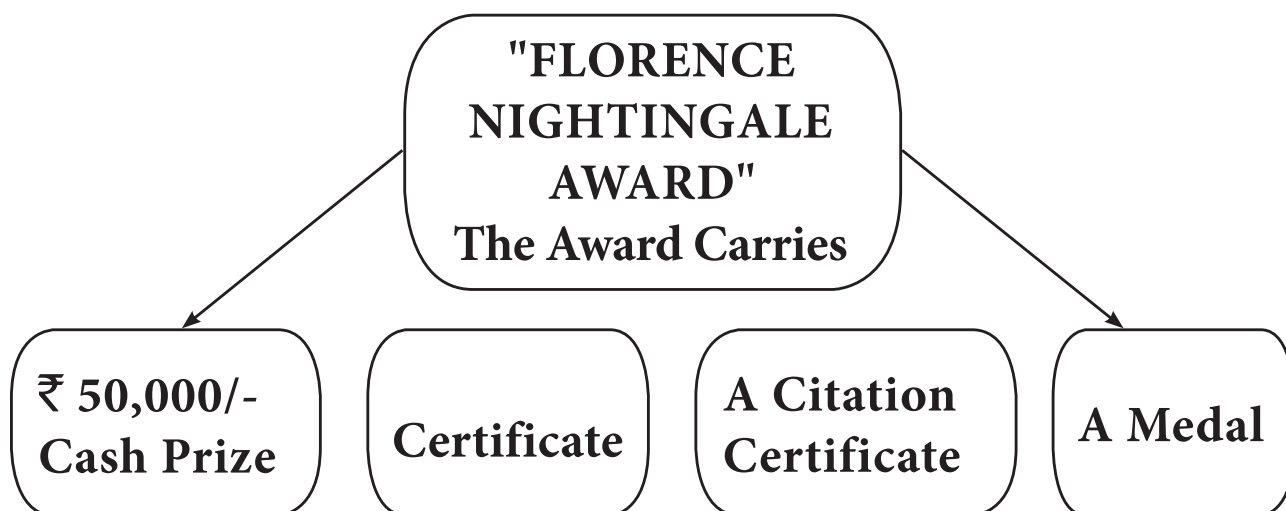 "FLORENCE
NIGHTINGALE
AWARD"
The Award Carries
₹ 50,000/-
Cash Prize
Certificate
A Citation
Certificate
A Medal